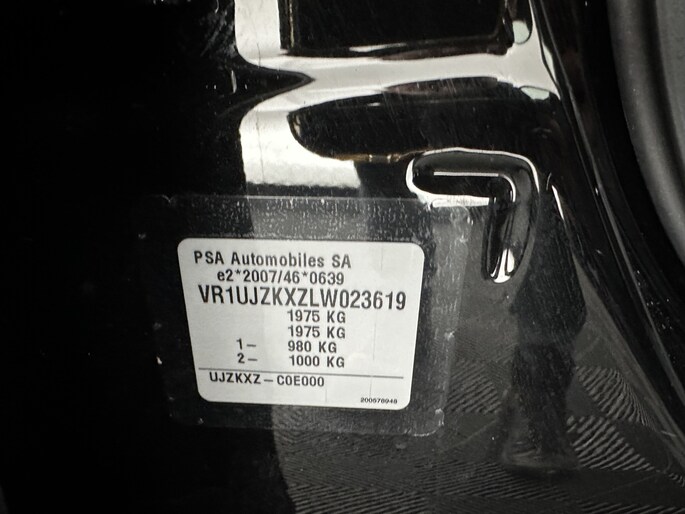 PSA Automobiles SA
e2*2007/46*0639
VR1UJZKXZLW023619
1975 KG
1975 KG
1- 980 KG
2- 1000 KG
UJZKXZ-C0E000
200678948